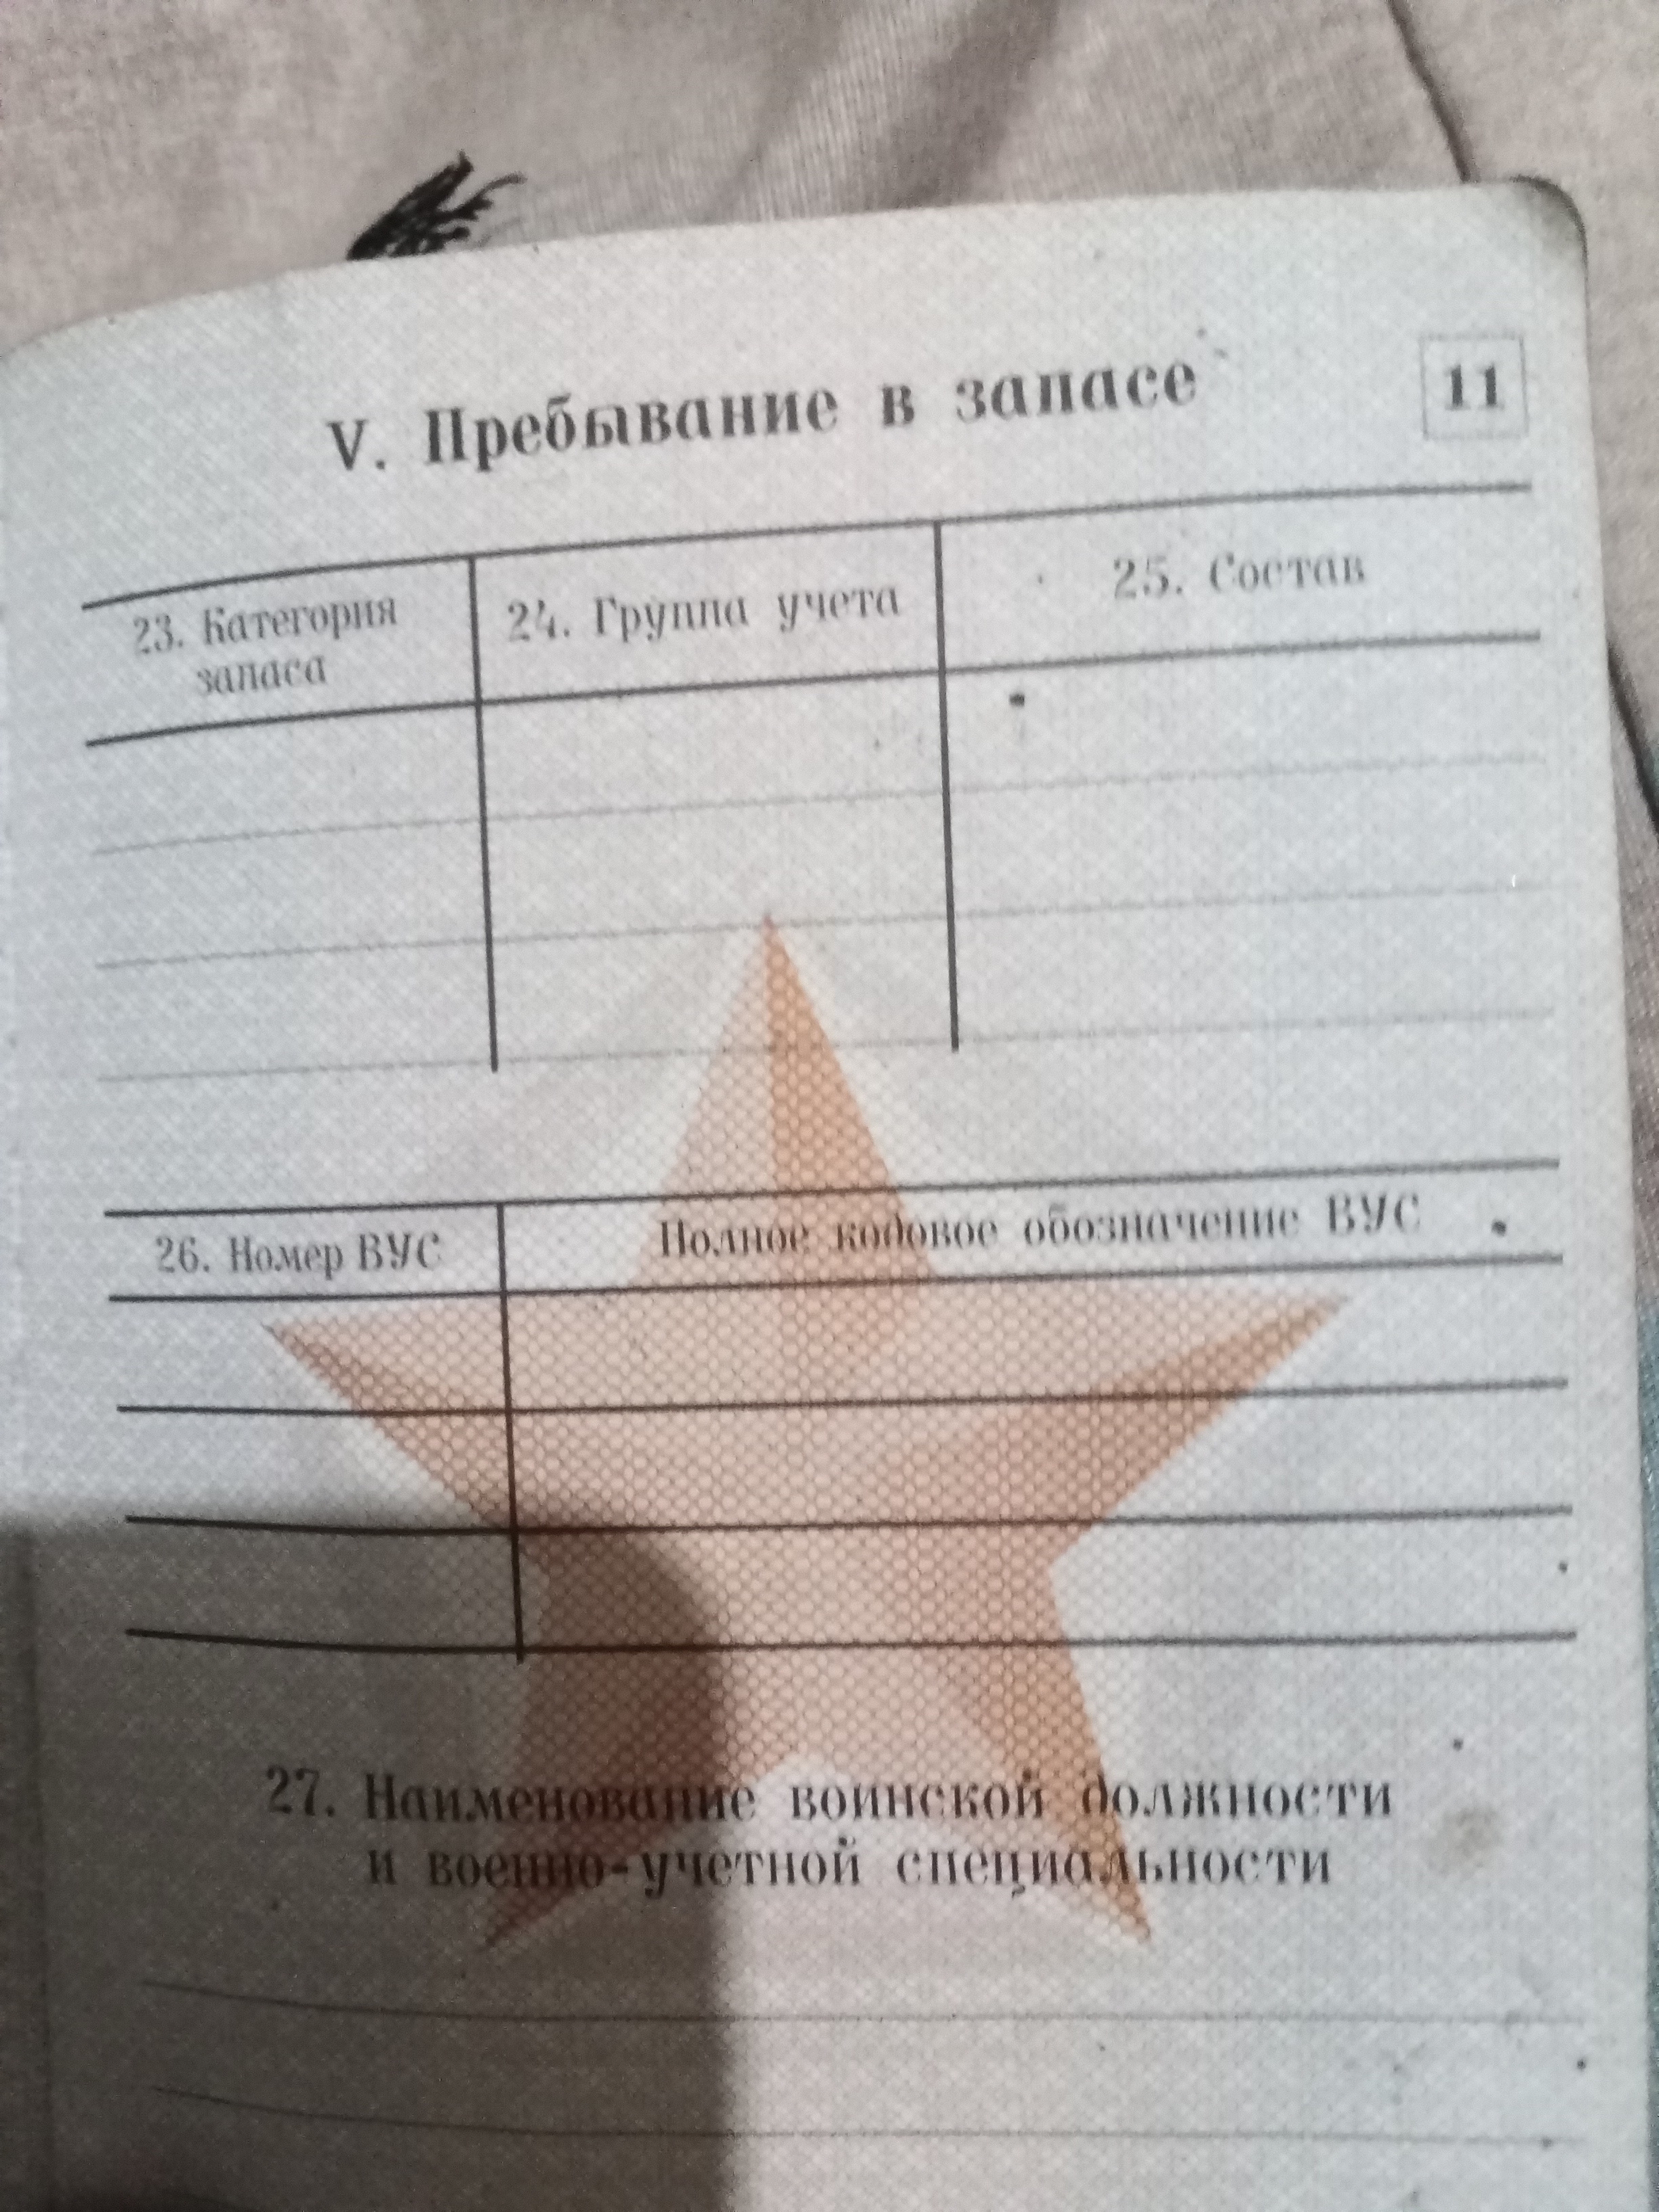 11
V. Пребывание в запасе
23. Категория
запаса
24. Группа учета
25. Состав
26. Номер ВУС
Полное кодовое обозначение ВУС
27. Наименование воинской должности
и военно-учетной специальности